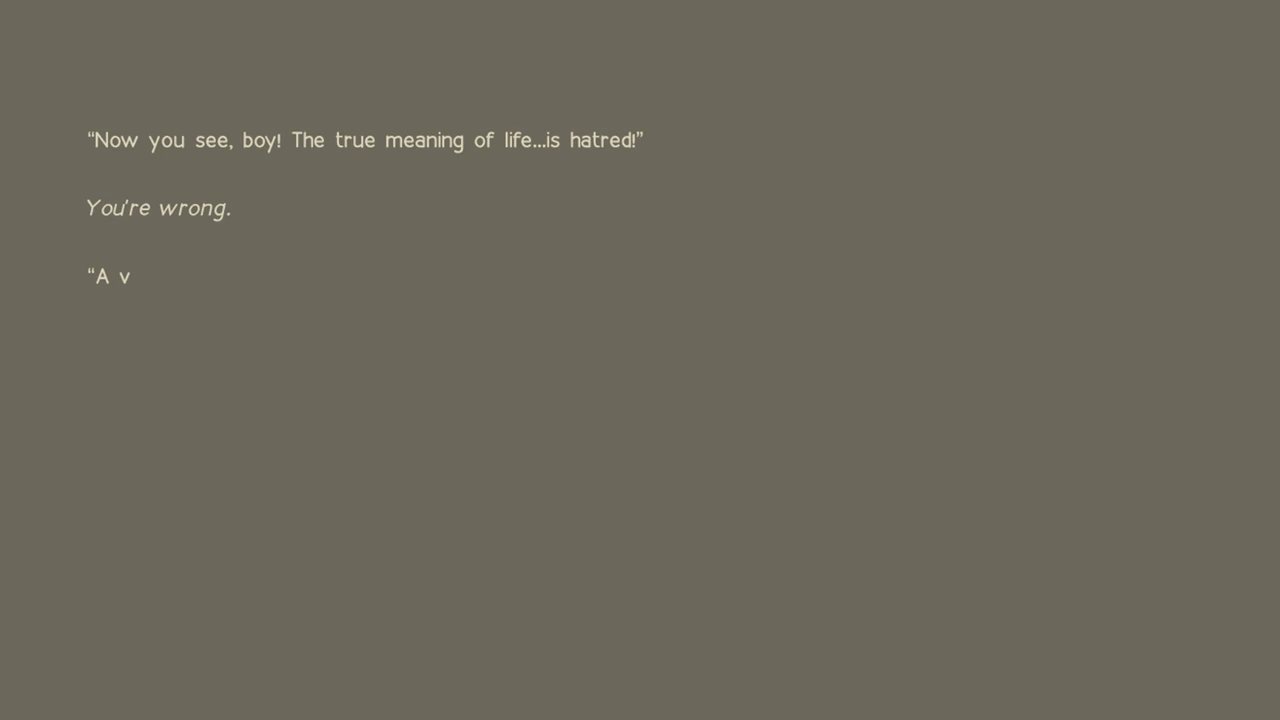 “Now you see, boy! The true meaning of life...is hatred!”
You're wrong.
“A v